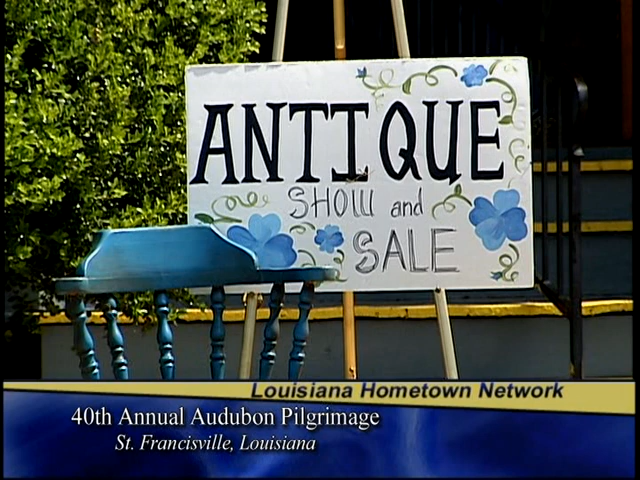 ANTIQUE
SHOW and
SALE
Louisiana Hometown Network
40th Annual Audubon Pilgrimage
St. Francisville, Louisiana